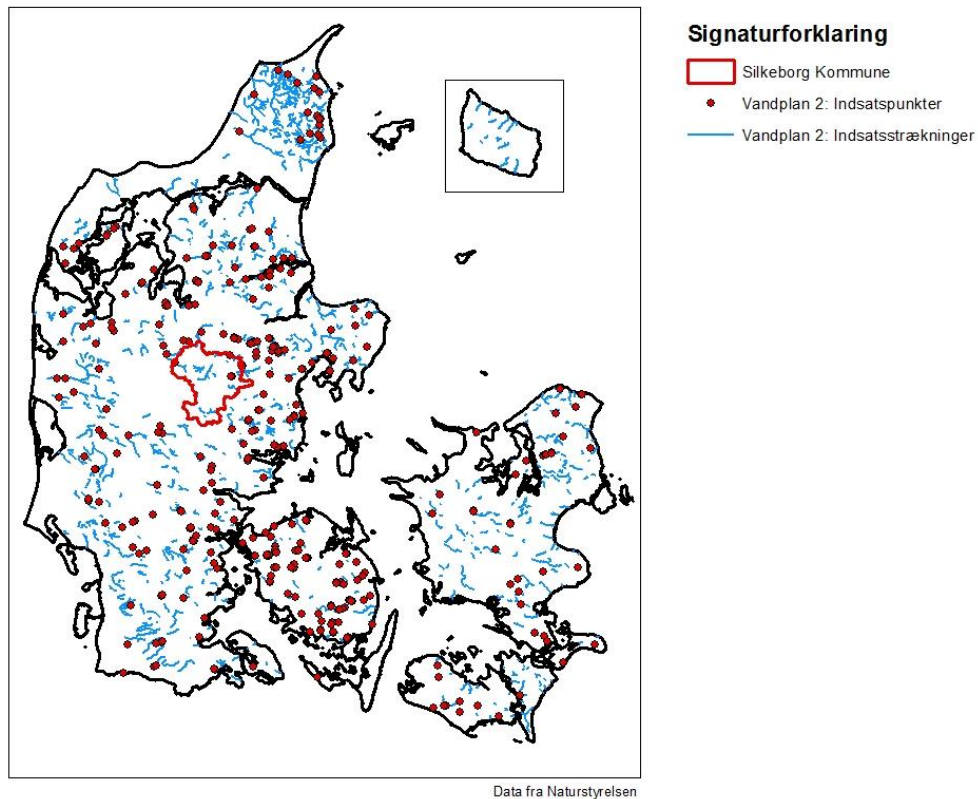 Signaturforklaring
Silkeborg Kommune
Vandplan 2: Indsatspunkter
Vandplan 2: Indsatsstrækninger
Data fra Naturstyrelsen